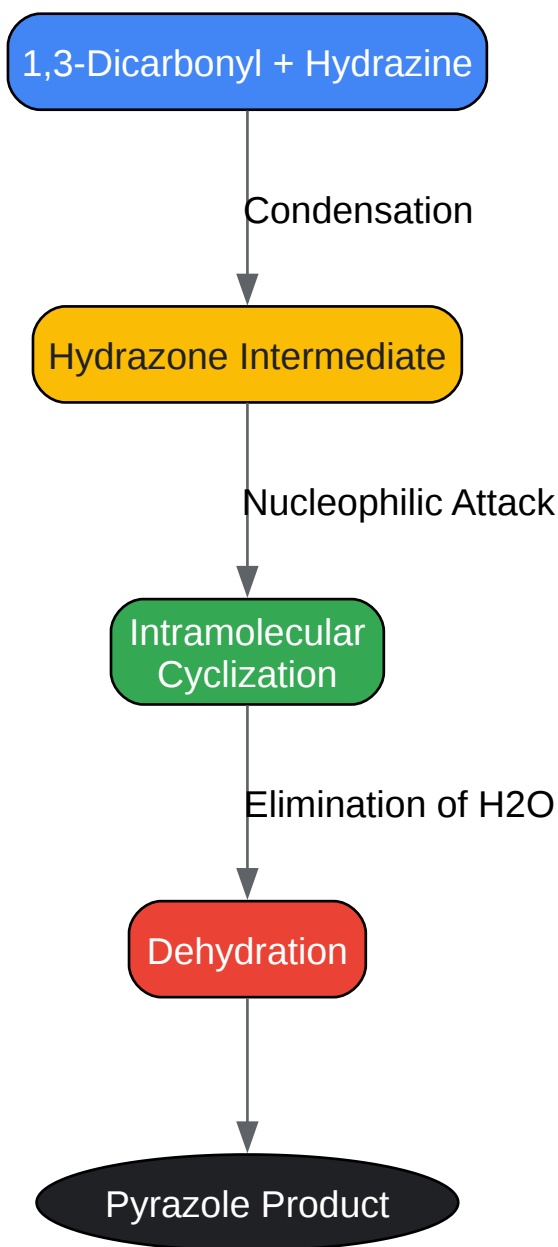 1,3-Dicarbonyl + Hydrazine
Condensation
Hydrazone Intermediate
Nucleophilic Attack
Intramolecular
Cyclization
Elimination of H2O
Dehydration
Pyrazole Product